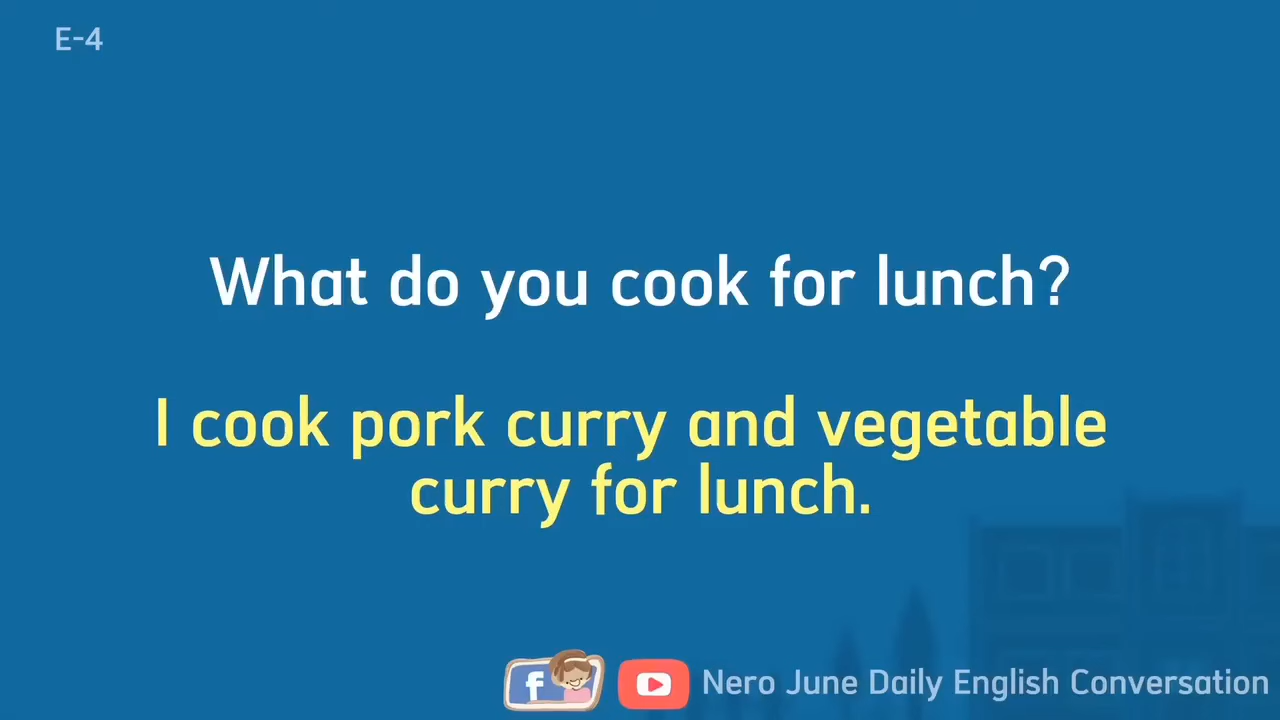 E-4
What do you cook for lunch?
I cook pork curry and vegetable
curry for lunch.
f
Nero June Daily English Conversation